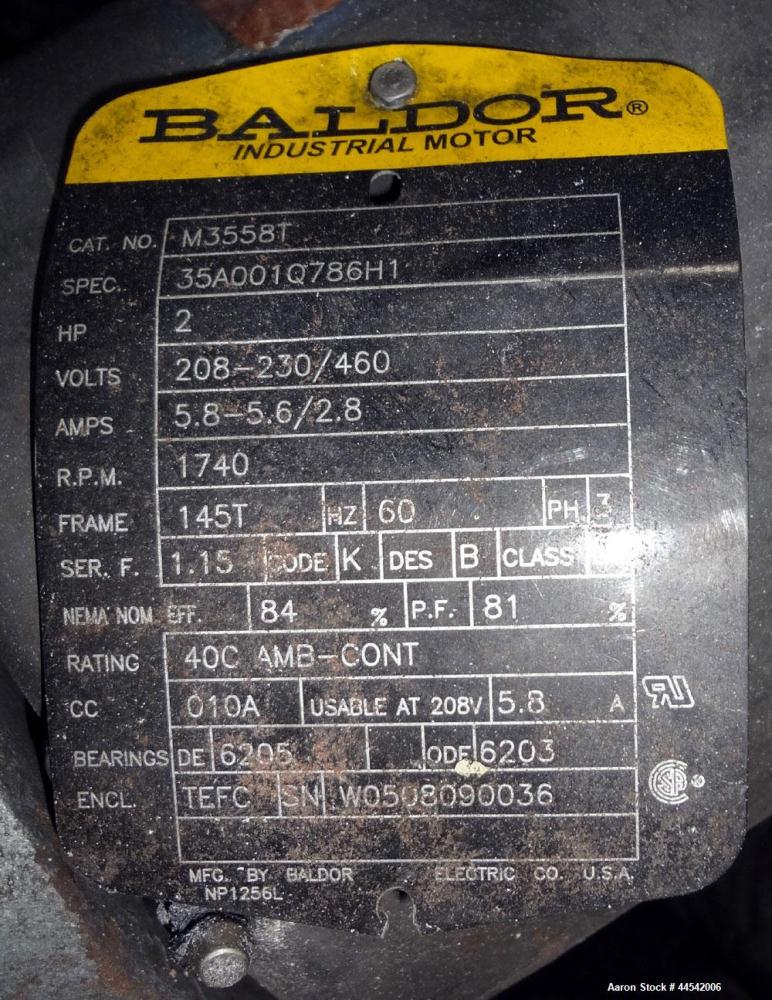 BALDOR®
INDUSTRIAL MOTOR
CAT. NO. M3558T
SPEC. 35A001Q786H1
HP 2
VOLTS 208-230/460
AMPS 5.8-5.6/2.8
R.P.M. 1740
FRAME 145T HZ 60 PH 3
SER. F. 1.15 CODE K DES B CLASS
NEMA NOM EFF. 84 % P.F. 81 %
RATING 40C AMB-CONT
CC 010A USABLE AT 208V 5.8 A
BEARINGS DE 6205 ODE 6203
ENCL. TEFC SN W0508090036
MFG. BY BALDOR ELECTRIC CO. U.S.A.
NP1256L
Aaron Stock # 44542006